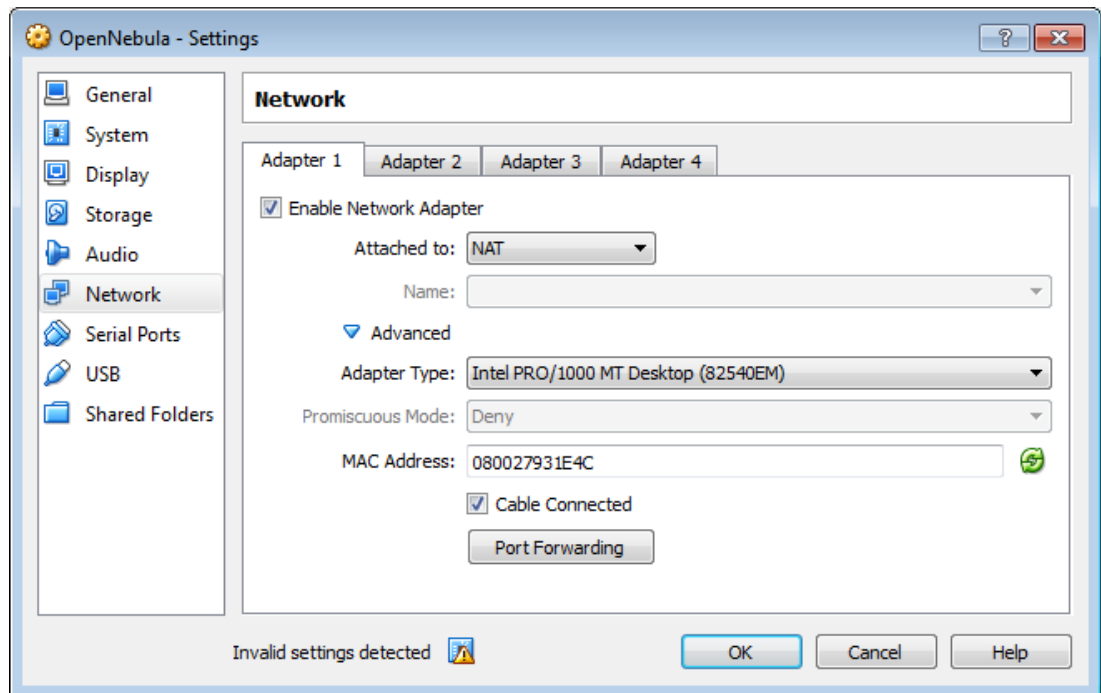 OpenNebula - Settings
General
System
Display
Storage
Audio
Network
Serial Ports
USB
Shared Folders
Network
Adapter 1 Adapter 2 Adapter 3 Adapter 4
Enable Network Adapter
Attached to: NAT
Name:
Advanced
Adapter Type: Intel PRO/1000 MT Desktop (82540EM)
Promiscuous Mode: Deny
MAC Address: 080027931E4C
Cable Connected
Port Forwarding
Invalid settings detected
OK Cancel Help